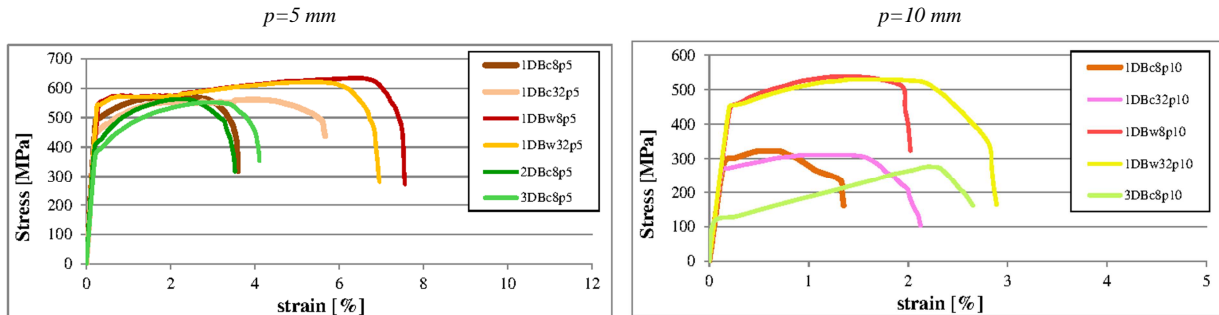 p=5 mm
p=10 mm
Stress [MPa]
700
600
500
400
300
200
100
0
0 2 4 6 8 10 12
strain [%]
1DBc8p5
1DBc32p5
1DBw8p5
1DBw32p5
2DBc8p5
3DBc8p5
Stress [MPa]
600
500
400
300
200
100
0
0 1 2 3 4 5
strain [%]
1DBc8p10
1DBc32p10
1DBw8p10
1DBw32p10
3DBc8p10